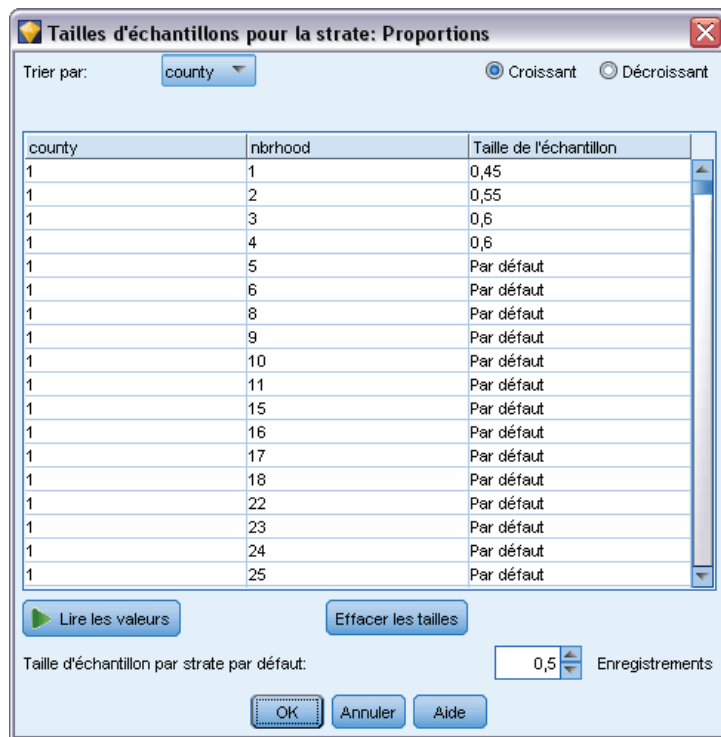 Tailles d'échantillons pour la strate: Proportions
Trier par: county Croissant Décroissant
county nbrhood Taille de l'échantillon
1 1 0,45
1 2 0,55
1 3 0,6
1 4 0,6
1 5 Par défaut
1 6 Par défaut
1 8 Par défaut
1 9 Par défaut
1 10 Par défaut
1 11 Par défaut
1 15 Par défaut
1 16 Par défaut
1 17 Par défaut
1 18 Par défaut
1 22 Par défaut
1 23 Par défaut
1 24 Par défaut
1 25 Par défaut
Lire les valeurs Effacer les tailles
Taille d'échantillon par strate par défaut: 0,5 Enregistrements
OK Annuler Aide